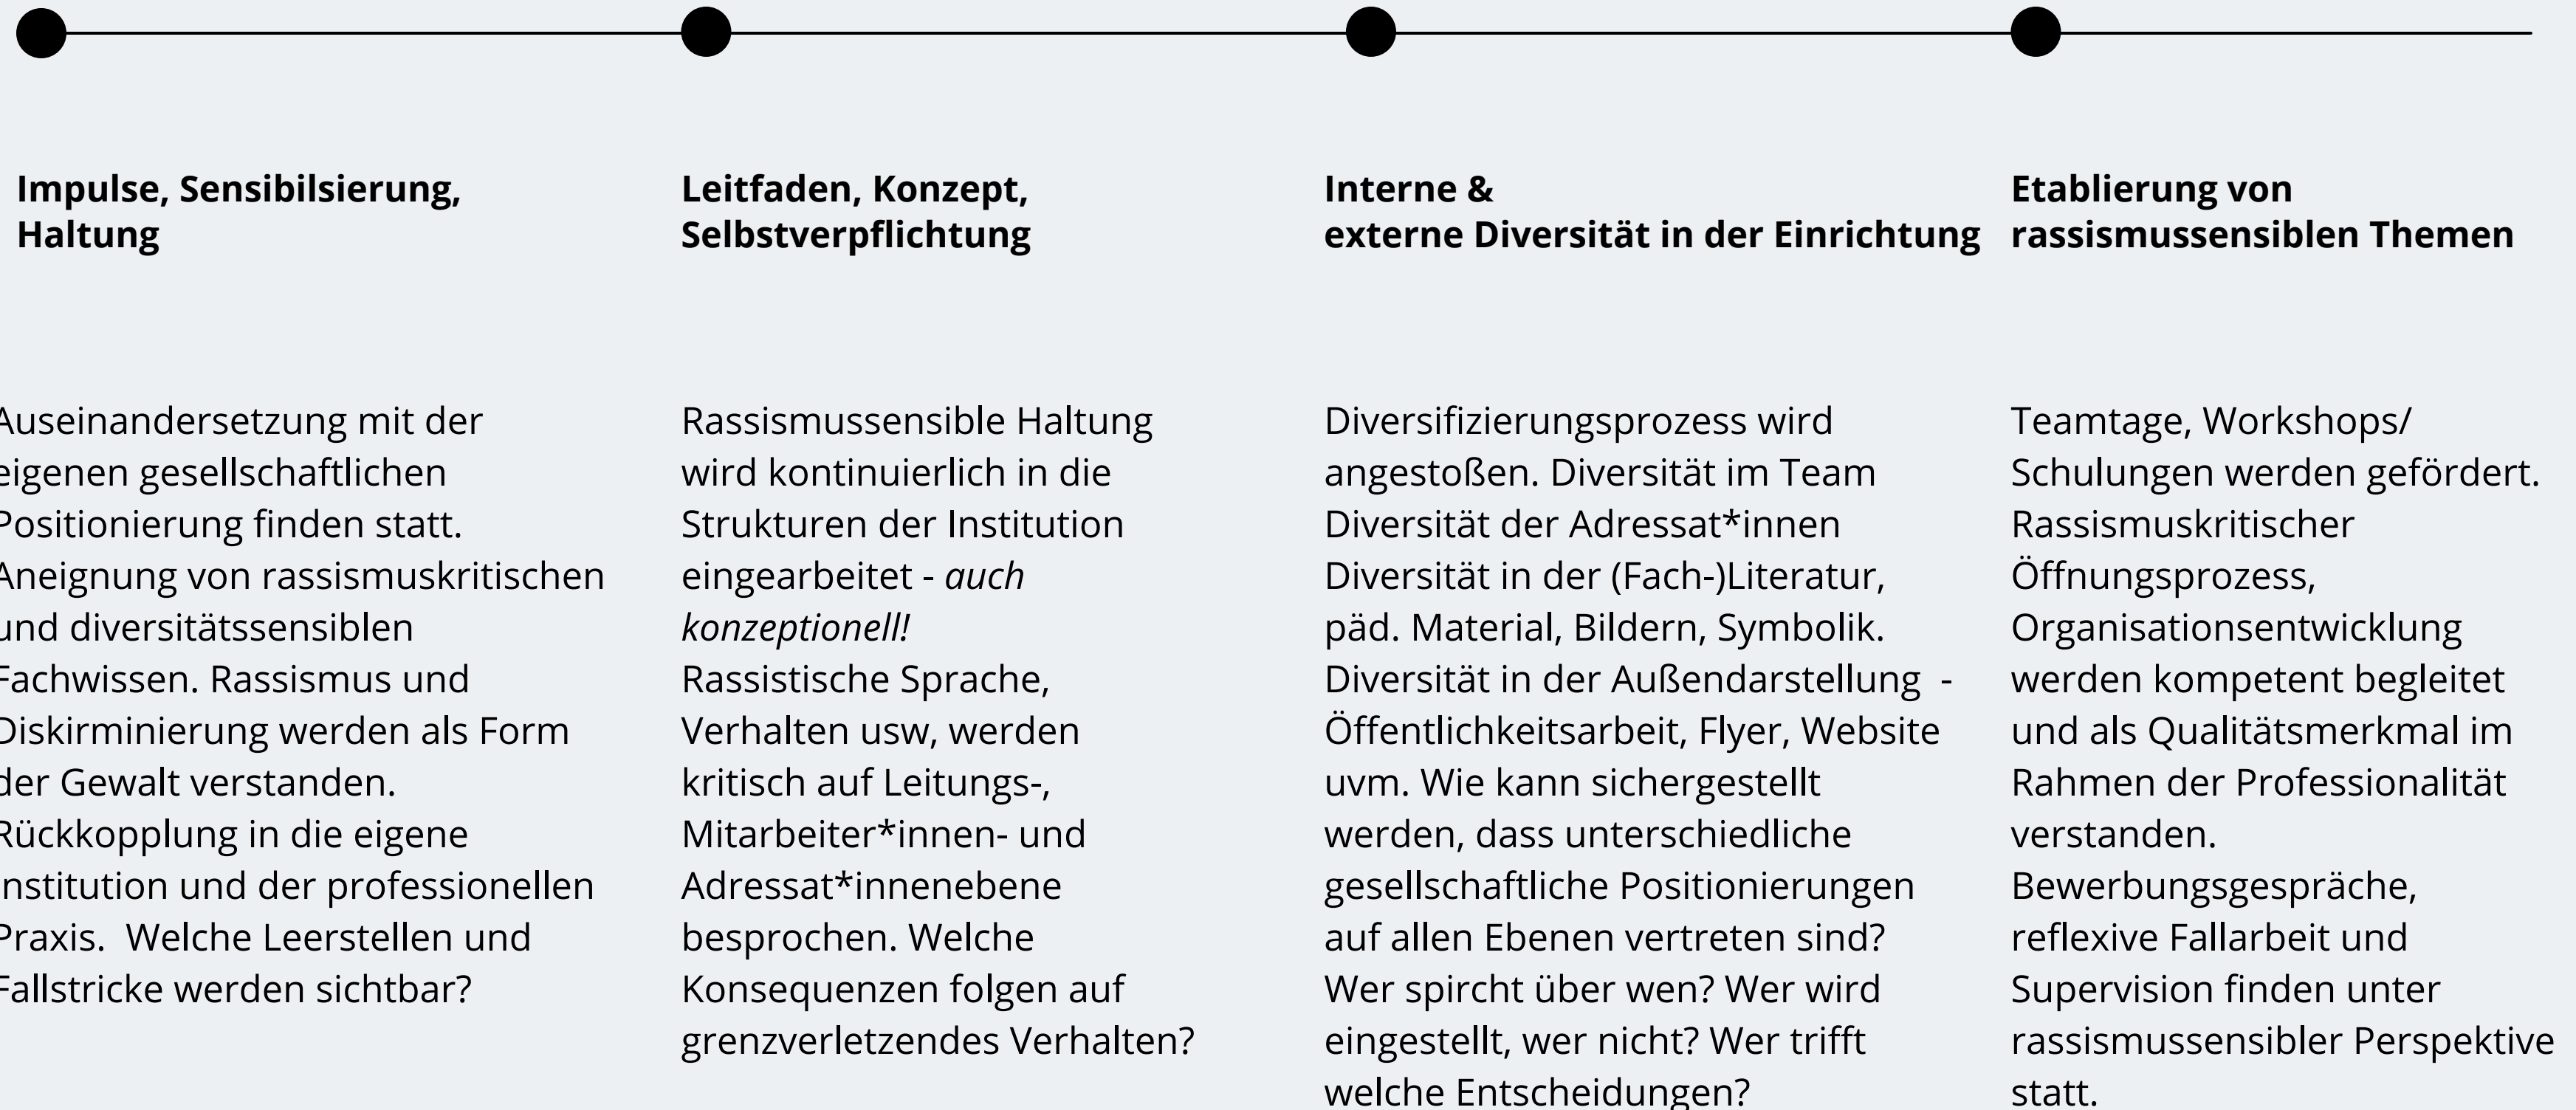 Impulse, Sensibilsierung,
Haltung
Auseinandersetzung mit der
eigenen gesellschaftlichen
Positionierung finden statt.
Aneignung von rassismuskritischen
und diversitätssensiblen
Fachwissen. Rassismus und
Diskirminierung werden als Form
der Gewalt verstanden.
Rückkopplung in die eigene
Institution und der professionellen
Praxis.  Welche Leerstellen und
Fallstricke werden sichtbar?
Leitfaden, Konzept,
Selbstverpflichtung
Rassismussensible Haltung
wird kontinuierlich in die
Strukturen der Institution
eingearbeitet - auch
konzeptionell!
Rassistische Sprache,
Verhalten usw, werden
kritisch auf Leitungs-,
Mitarbeiter*innen- und
Adressat*innenebene
besprochen. Welche
Konsequenzen folgen auf
grenzverletzendes Verhalten?
Interne &
externe Diversität in der Einrichtung
Diversifizierungsprozess wird
angestoßen. Diversität im Team
Diversität der Adressat*innen
Diversität in der (Fach-)Literatur,
päd. Material, Bildern, Symbolik.
Diversität in der Außendarstellung  -
Öffentlichkeitsarbeit, Flyer, Website
uvm. Wie kann sichergestellt
werden, dass unterschiedliche
gesellschaftliche Positionierungen
auf allen Ebenen vertreten sind?
Wer spircht über wen? Wer wird
eingestellt, wer nicht? Wer trifft
welche Entscheidungen?
Etablierung von
rassismussensiblen Themen
Teamtage, Workshops/
Schulungen werden gefördert.
Rassismuskritischer
Öffnungsprozess,
Organisationsentwicklung
werden kompetent begleitet
und als Qualitätsmerkmal im
Rahmen der Professionalität
verstanden.
Bewerbungsgespräche,
reflexive Fallarbeit und
Supervision finden unter
rassismussensibler Perspektive
statt.